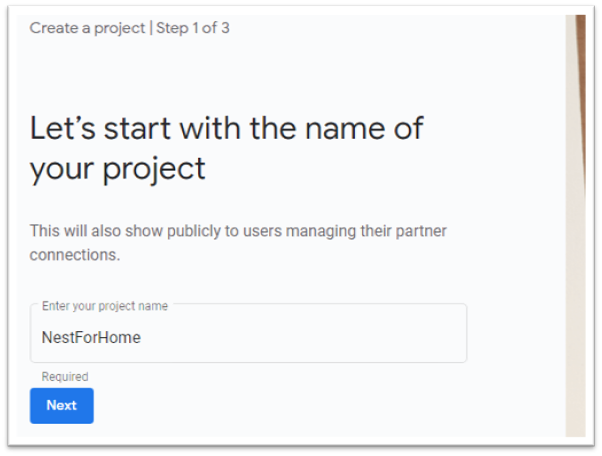 Create a project | Step 1 of 3
Let's start with the name of
your project
This will also show publicly to users managing their partner
connections.
Enter your project name
NestForHome
Required
Next